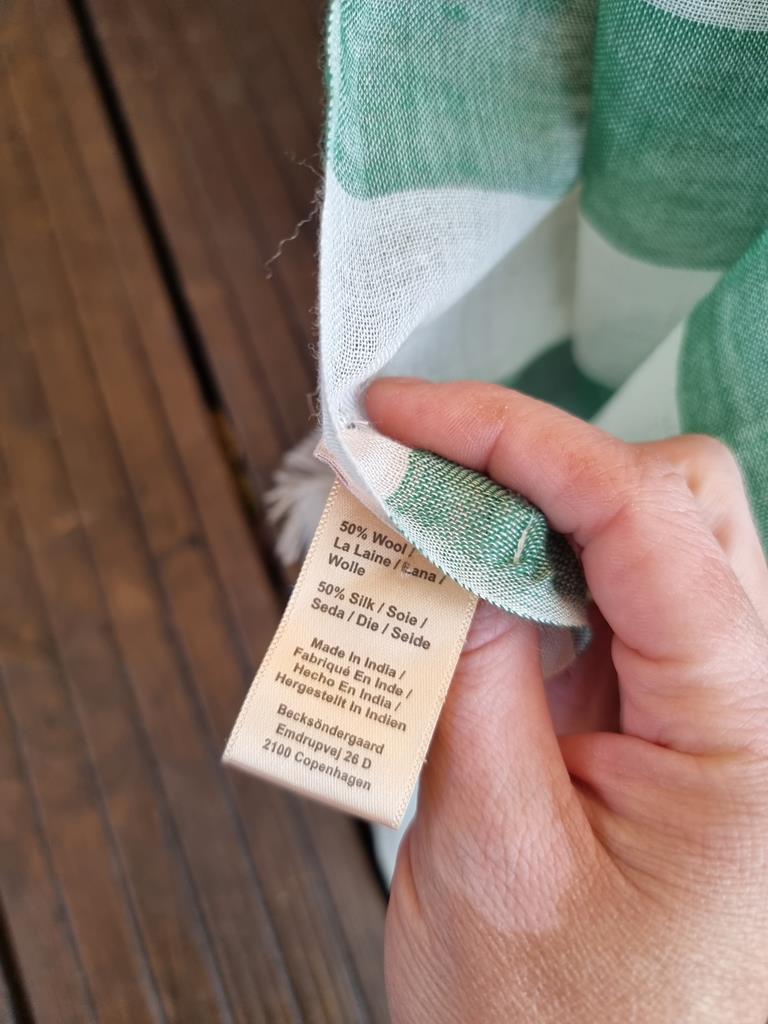 50% Wool /
La Laine / Lana /
Wolle
50% Silk / Soie /
Seda / Die / Seide
Made In India /
Fabriqué En Inde /
Hecho En India /
Hergestellt In Indien
Becksöndergaard
Emdrupvej 26 D
2100 Copenhagen